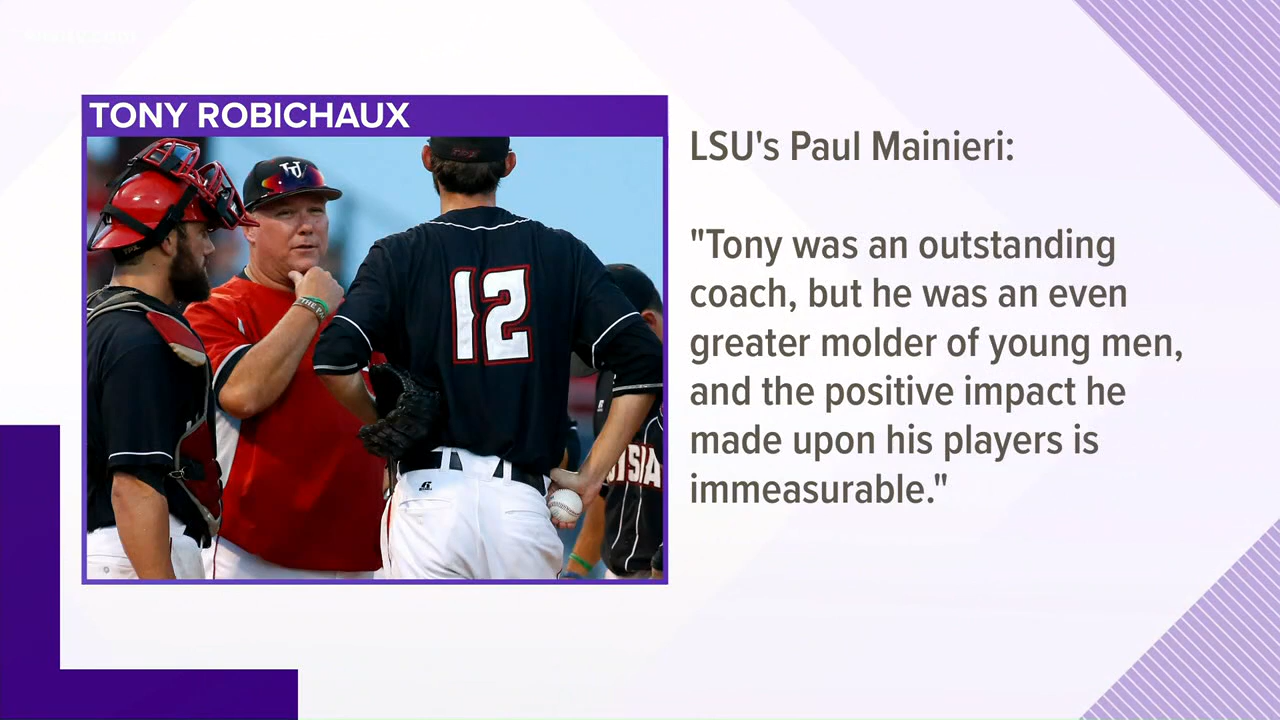 TONY ROBICHAUX
LSU's Paul Mainieri:
"Tony was an outstanding
coach, but he was an even
greater molder of young men,
and the positive impact he
made upon his players is
immeasurable."
12